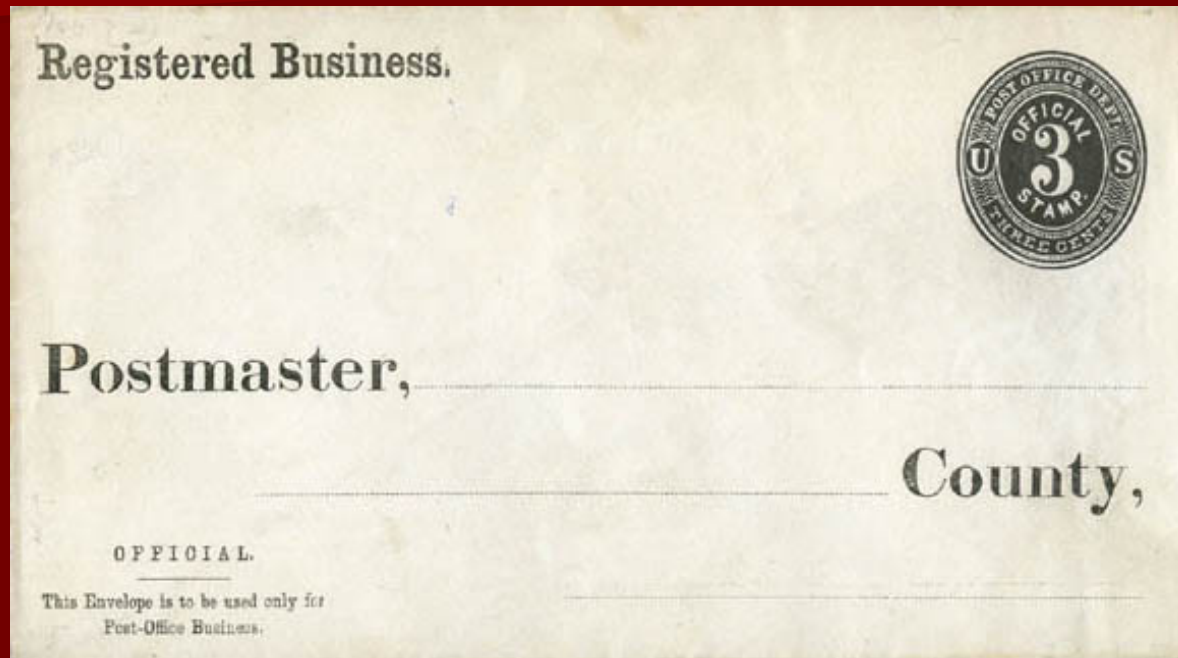 Registered Business.
POST OFFICE DEPT.
OFFICIAL
U 3 S
STAMP.
THREE CENTS
Postmaster,
County,
OFFICIAL.
This Envelope is to be used only for
Post-Office Business.